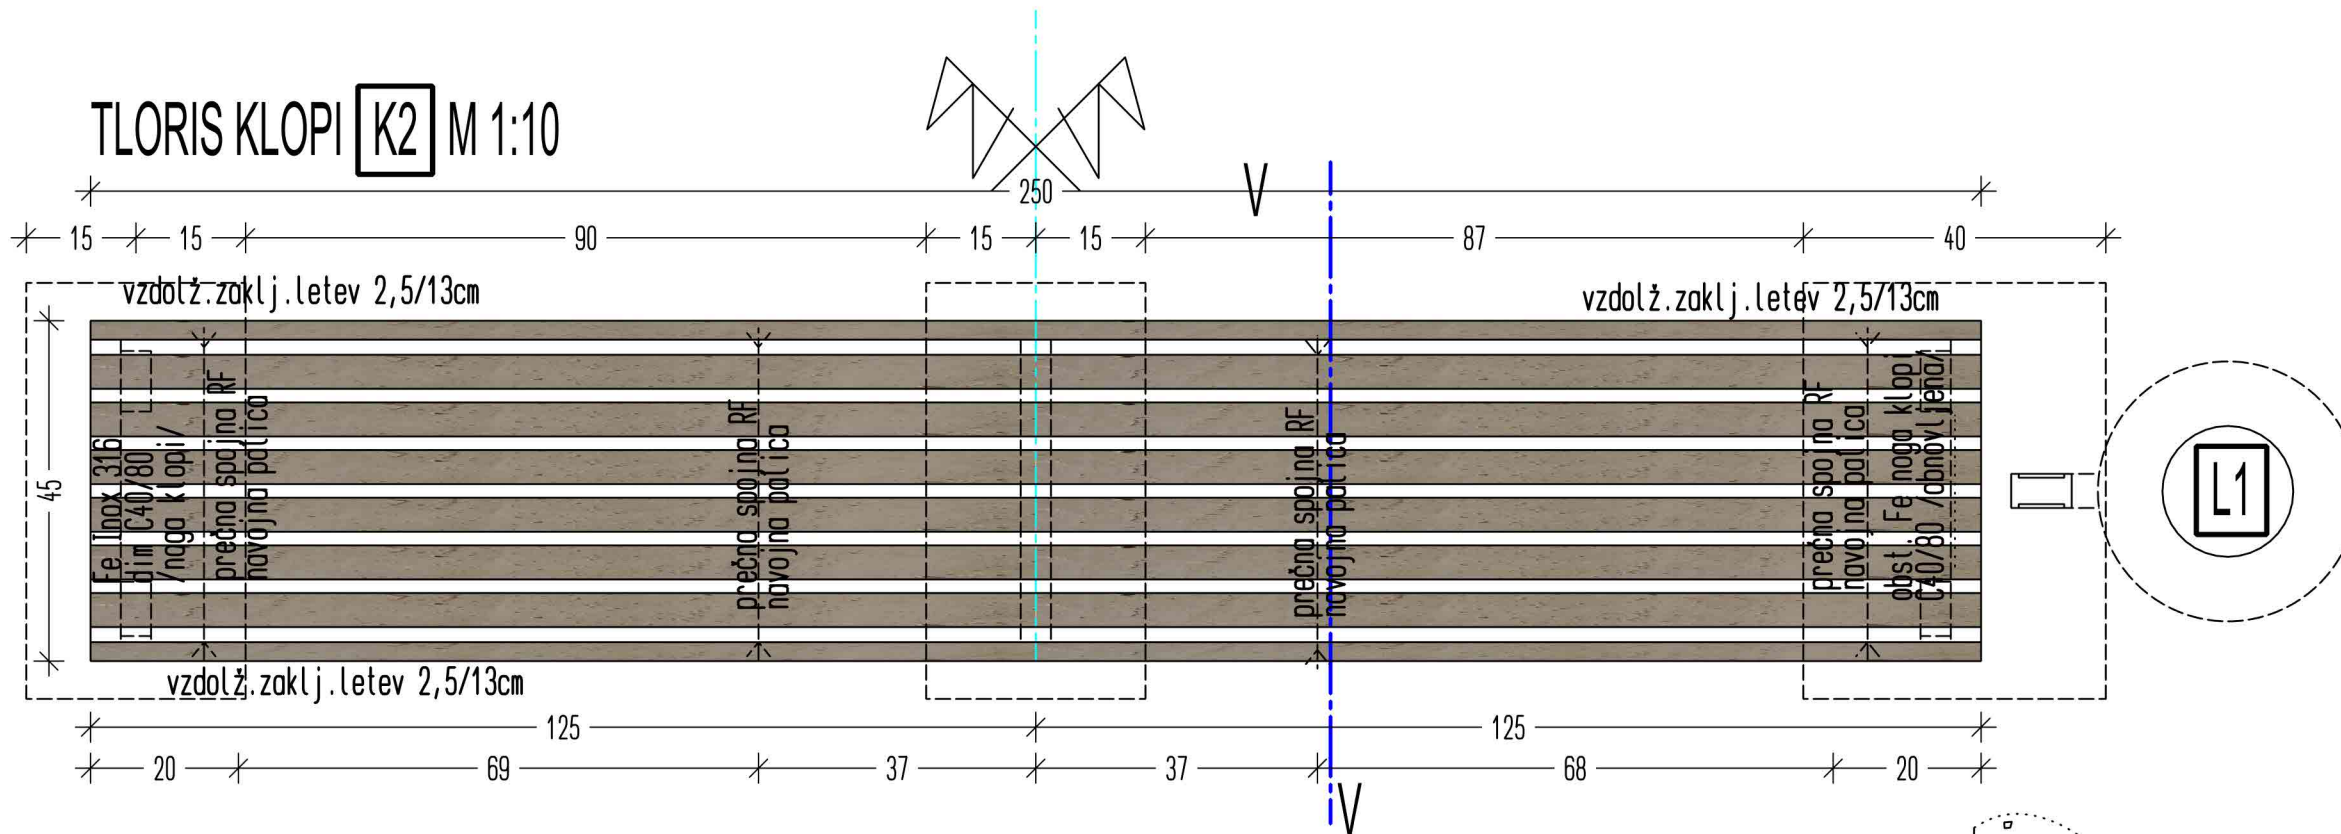 TLORIS KLOPI K2 M 1:10
250
V
15 15 90 15 15 87 40
vzdolž.zaklj.letev 2,5/13cm
vzdolž.zaklj.letev 2,5/13cm
45
Fe Inox 316
dim C40/80
/noga klopi/
prečna spojna RF
navojna palica
prečna spojna RF
navojna palica
prečna spojna RF
navojna palica
prečna spojna RF
navojna palica
obst. Fe noga klopi
C40/80 /obnovljena/
L1
vzdolž.zaklj.letev 2,5/13cm
125 125
20 69 37 37 68 20
V